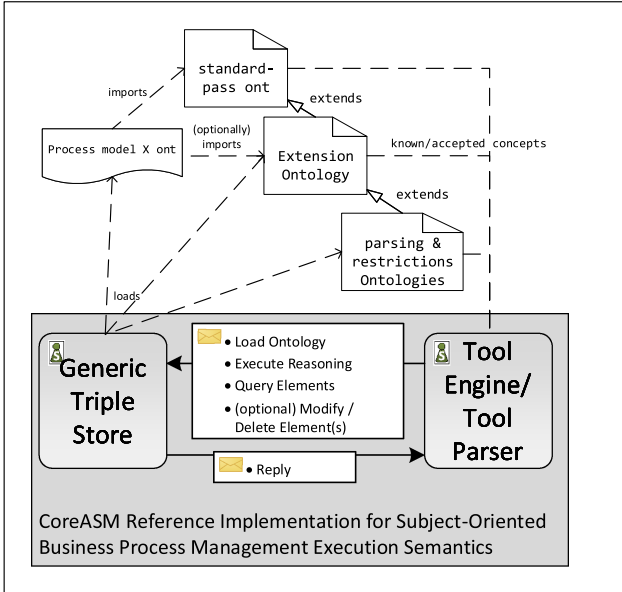 standard-
pass ont
imports
extends
(optionally)
imports
Process model X ont
Extension
Ontology
known/accepted concepts
extends
parsing &
restrictions
Ontologies
loads
Generic
Triple
Store
• Load Ontology
• Execute Reasoning
• Query Elements
• (optional) Modify /
Delete Element(s)
Tool
Engine/
Tool
Parser
• Reply
S
S
CoreASM Reference Implementation for Subject-Oriented
Business Process Management Execution Semantics